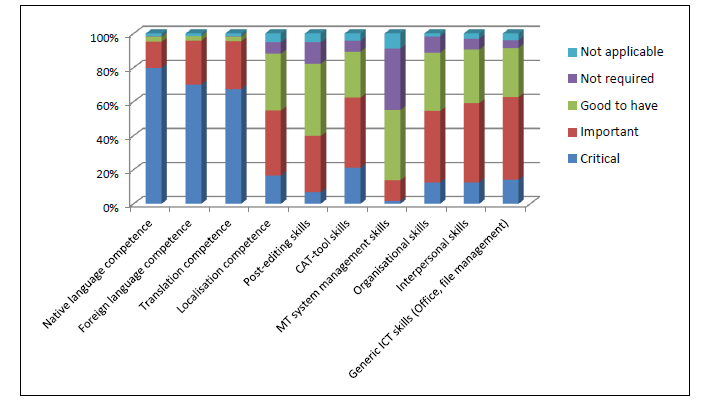 100%
80%
60%
40%
20%
0%
Native language competence
Foreign language competence
Translation competence
Localisation competence
Post-editing skills
CAT-tool skills
MT system management skills
Organisational skills
Interpersonal skills
Generic ICT skills (Office, file management)
Not applicable
Not required
Good to have
Important
Critical